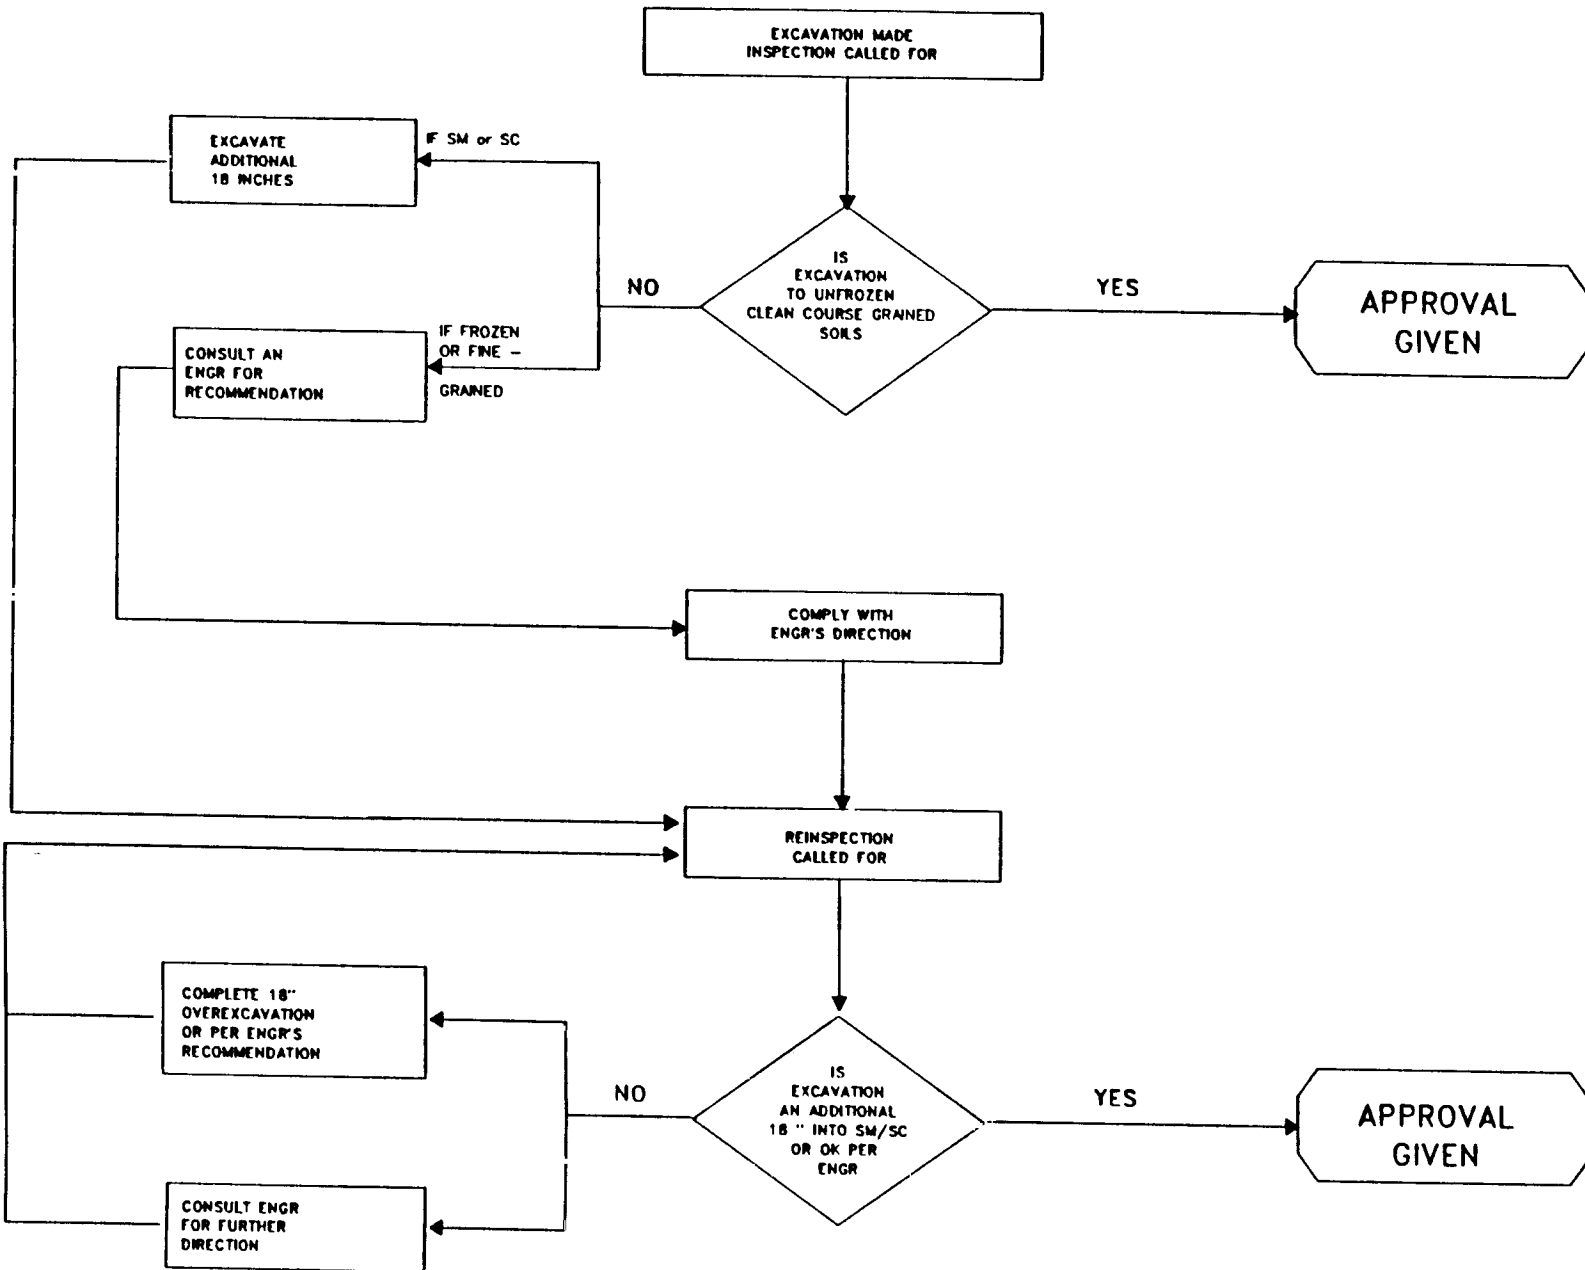 EXCAVATION MADE
INSPECTION CALLED FOR
EXCAVATE
ADDITIONAL
18 INCHES
IF SM or SC
IS
EXCAVATION
TO UNFROZEN
CLEAN COURSE GRAINED
SOILS
NO
YES
APPROVAL
GIVEN
CONSULT AN
ENGR FOR
RECOMMENDATION
IF FROZEN
OR FINE –
GRAINED
COMPLY WITH
ENGR'S DIRECTION
REINSPECTION
CALLED FOR
COMPLETE 18"
OVEREXCAVATION
OR PER ENGR'S
RECOMMENDATION
NO
IS
EXCAVATION
AN ADDITIONAL
18 " INTO SM/SC
OR OK PER
ENGR
YES
APPROVAL
GIVEN
CONSULT ENGR
FOR FURTHER
DIRECTION